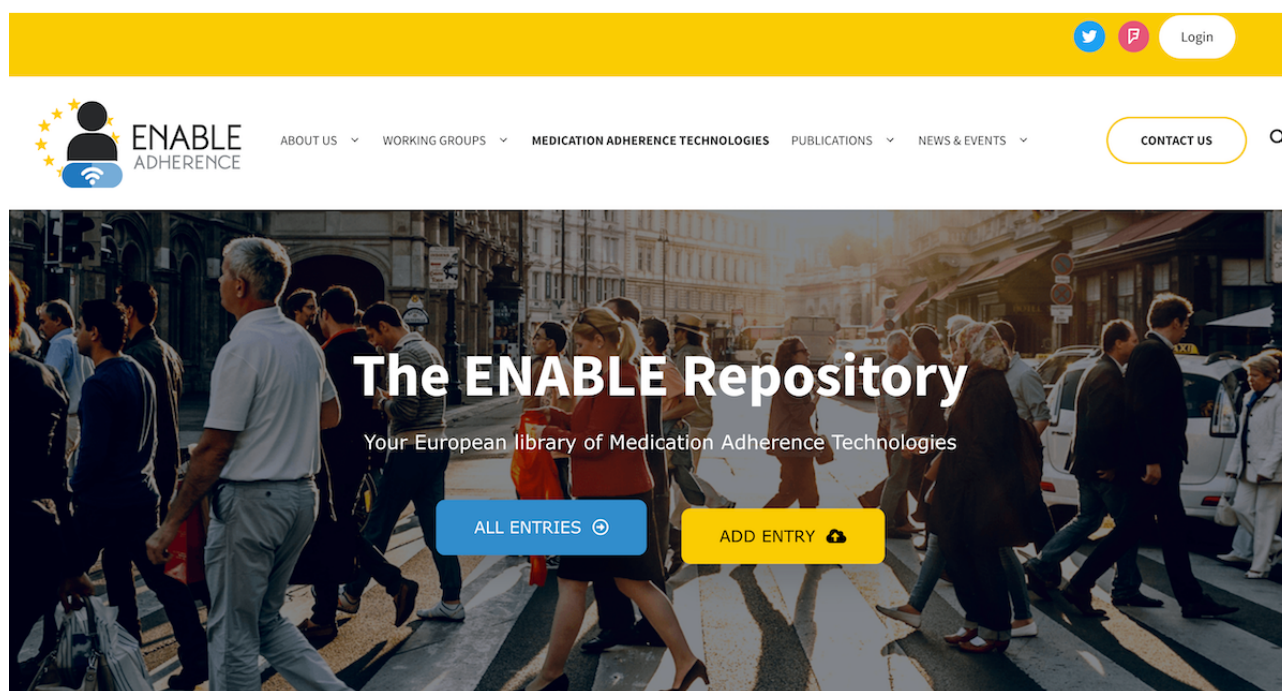 Login
ENABLE
ADHERENCE
ABOUT US
WORKING GROUPS
MEDICATION ADHERENCE TECHNOLOGIES
PUBLICATIONS
NEWS & EVENTS
CONTACT US
The ENABLE Repository
Your European library of Medication Adherence Technologies
ALL ENTRIES
ADD ENTRY
TAXI